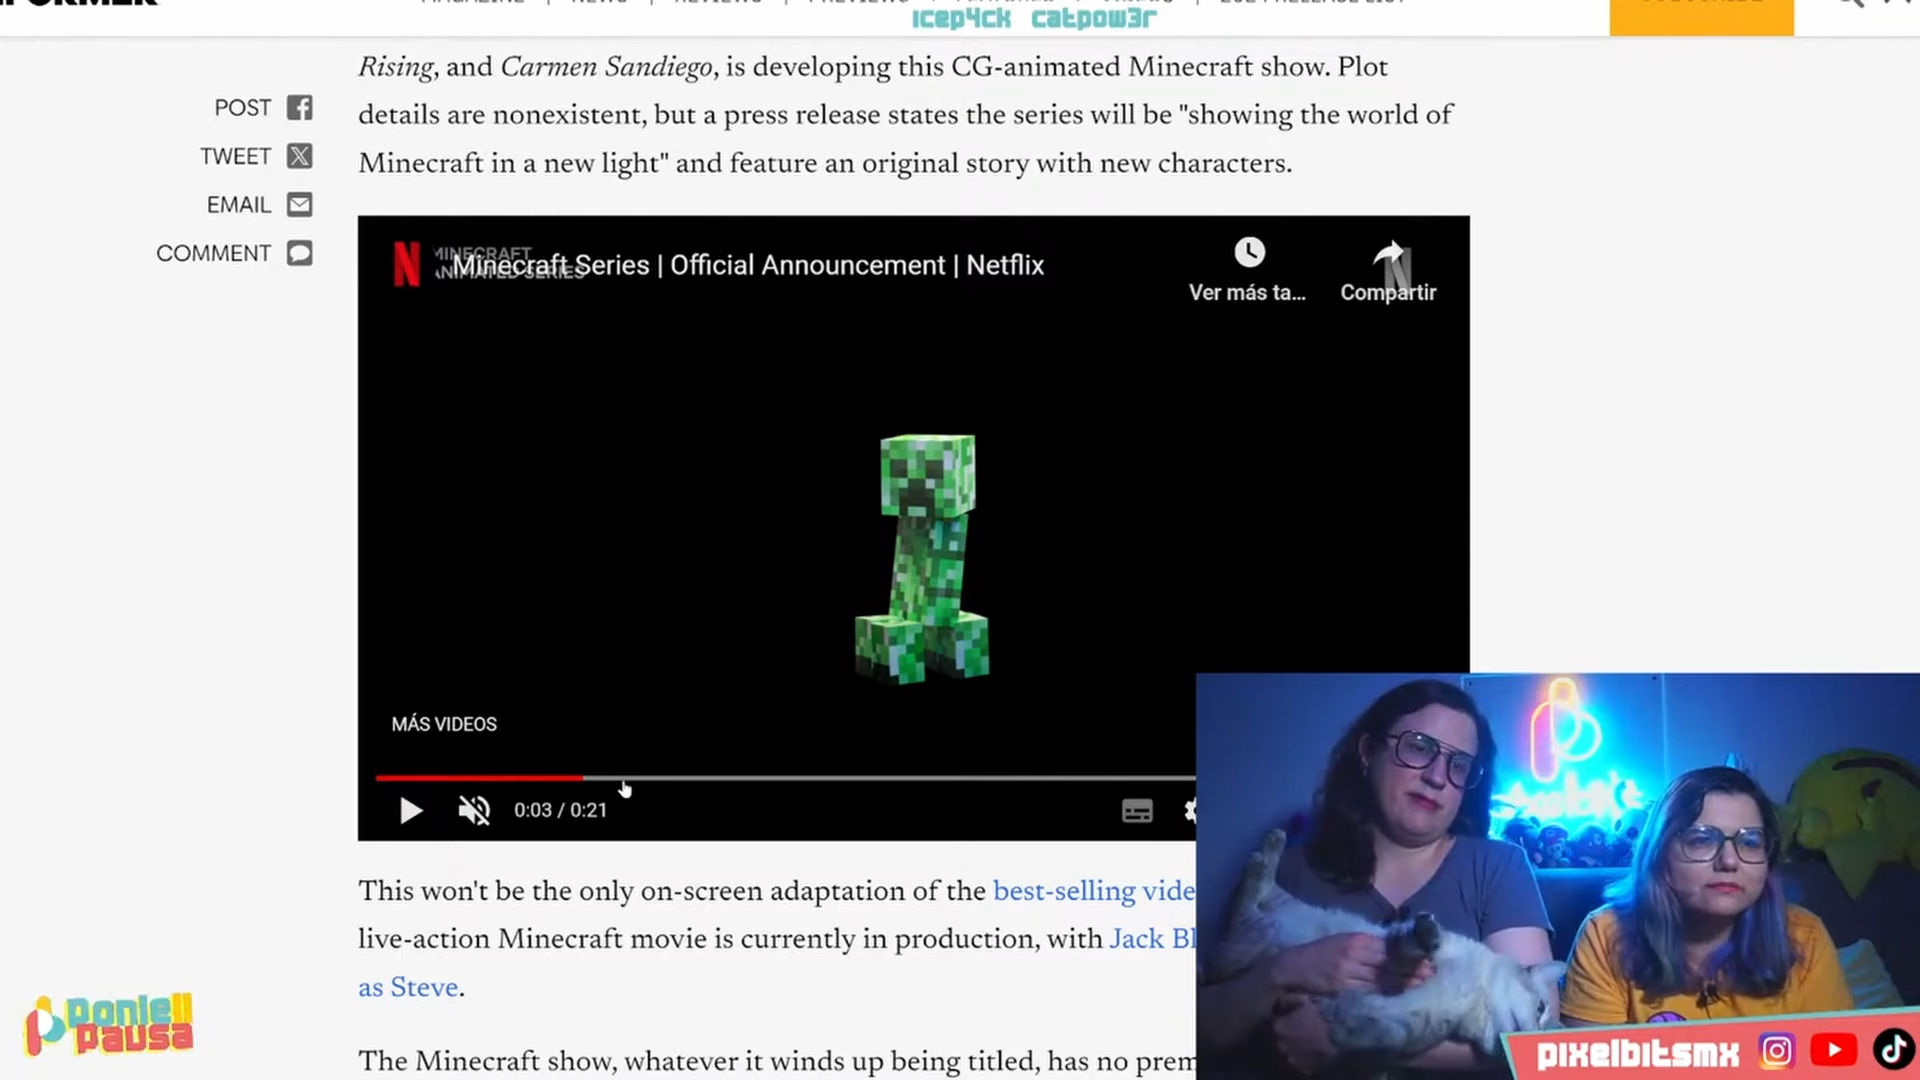 icep4ck catpow3r
Rising, and Carmen Sandiego, is developing this CG-animated Minecraft show. Plot
details are nonexistent, but a press release states the series will be "showing the world of
Minecraft in a new light" and feature an original story with new characters.
POST
TWEET
EMAIL
COMMENT
MINECRAFT
ANIMATED SERIES
Minecraft Series | Official Announcement | Netflix
Ver más ta...
Compartir
MÁS VIDEOS
0:03 / 0:21
This won't be the only on-screen adaptation of the best-selling vide
live-action Minecraft movie is currently in production, with Jack Bl
as Steve.
The Minecraft show, whatever it winds up being titled, has no prem
Ponle
Pausa
pixelbitsmx